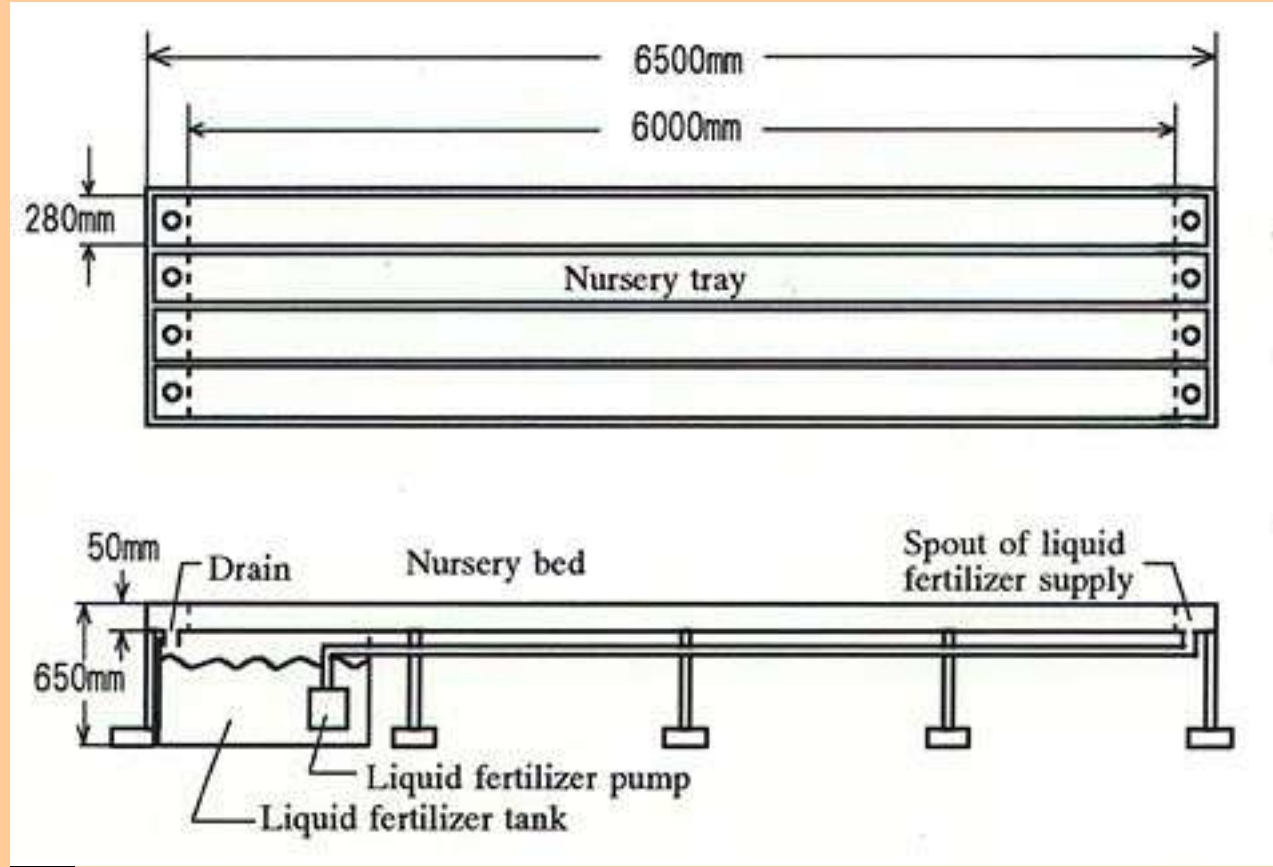 6500mm
6000mm
280mm
Nursery tray
50mm
Drain
Nursery bed
Spout of liquid
fertilizer supply
650mm
Liquid fertilizer pump
Liquid fertilizer tank